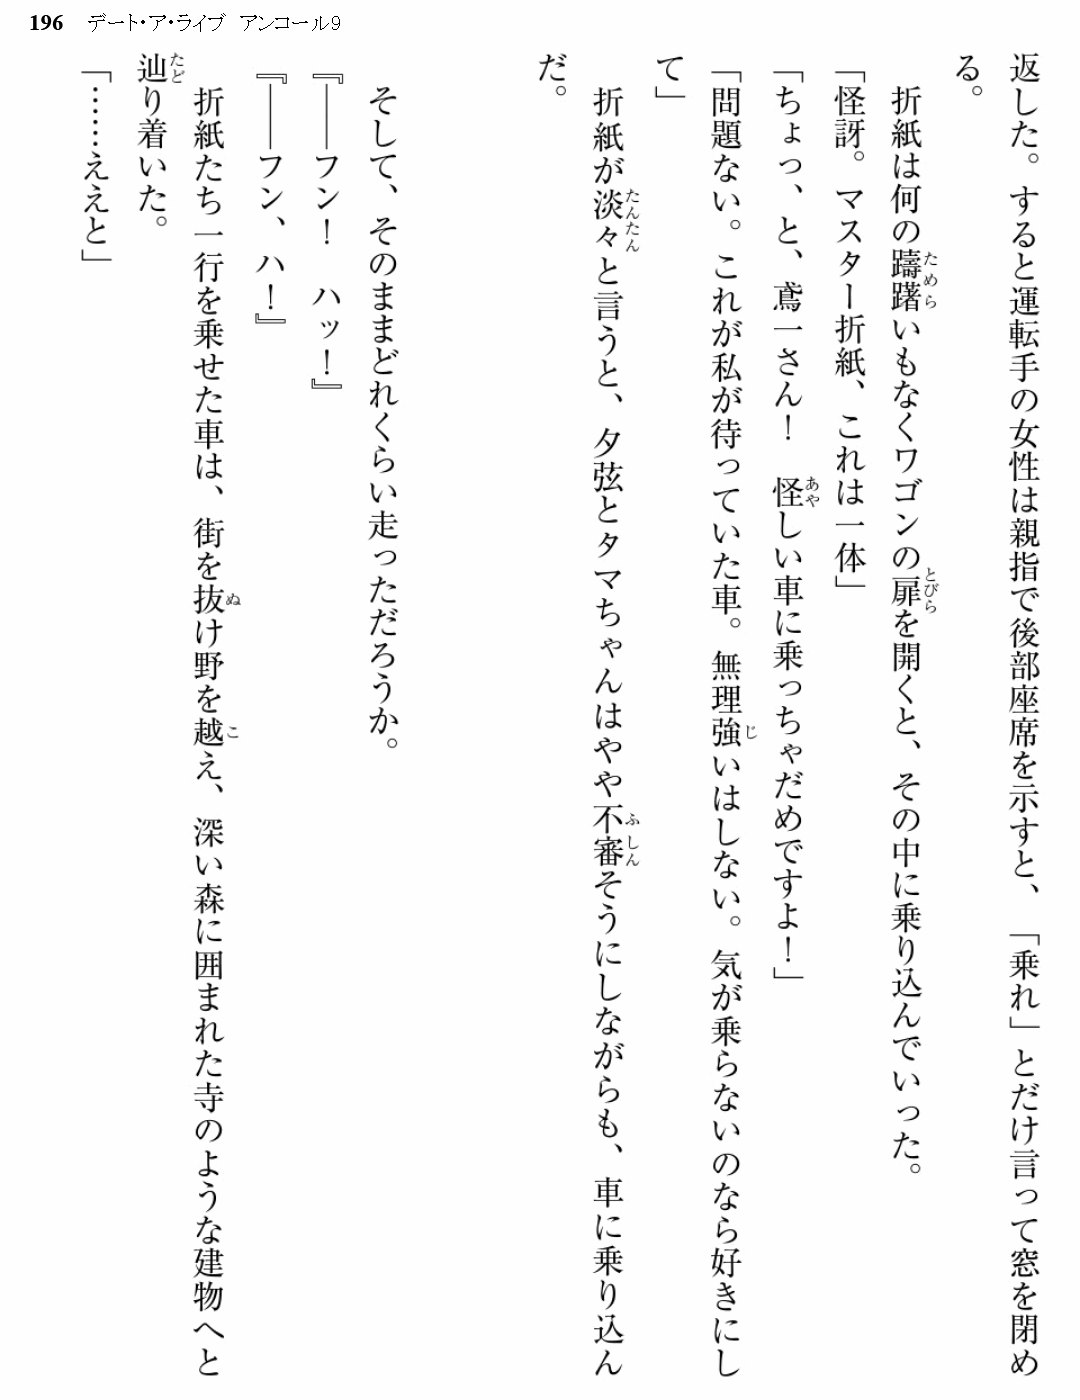 196 デート・ア・ライブ アンコール9
返した。すると運転手の女性は親指で後部座席を示すと、「乗れ」とだけ言って窓を閉め
る。
　折紙は何の躊躇いもなくワゴンの扉を開くと、その中に乗り込んでいった。
「怪訝。マスター折紙、これは一体」
「ちょっ、と、鳶一さん！　怪しい車に乗っちゃだめですよ！」
「問題ない。これが私が待っていた車。無理強いはしない。気が乗らないのなら好きにし
て」
　折紙が淡々と言うと、夕弦とタマちゃんはやや不審そうにしながらも、車に乗り込ん
だ。
　そして、そのままどれくらい走っただろうか。
『――フン！　ハッ！』
『――フン、ハ！』
　折紙たち一行を乗せた車は、街を抜け野を越え、深い森に囲まれた寺のような建物へと
辿り着いた。
「……ええと」